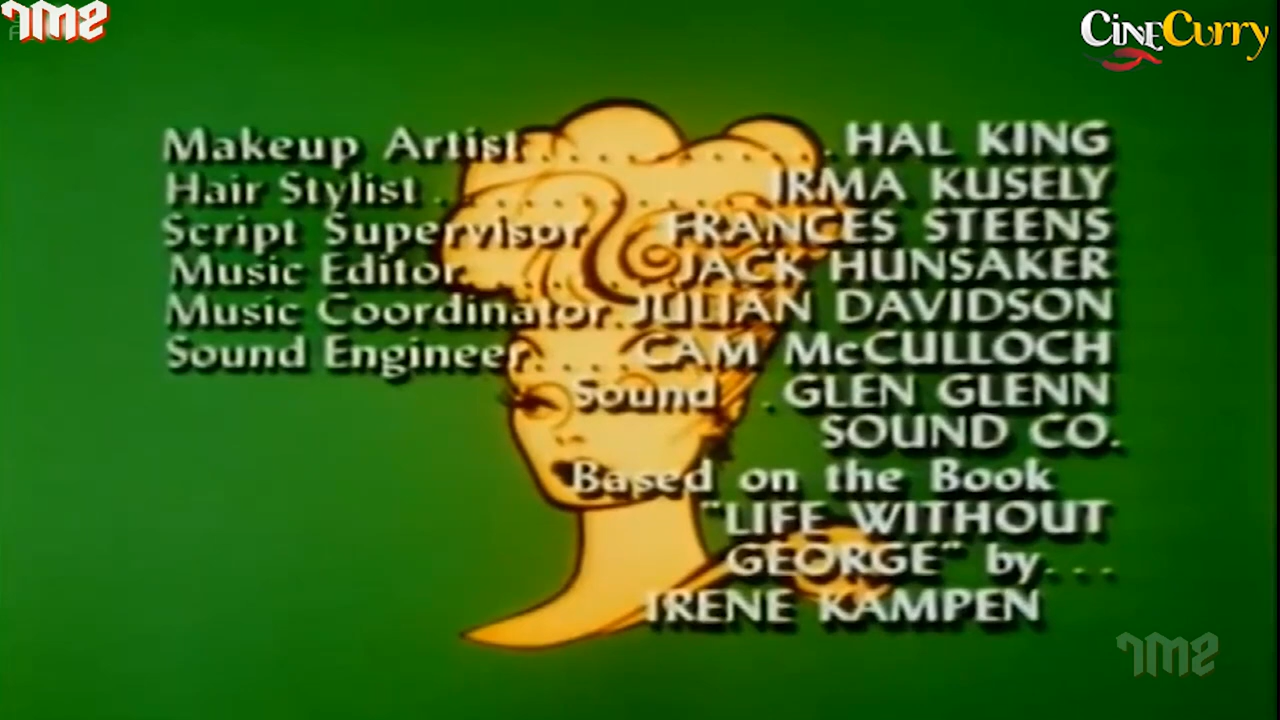 7M2
CineCurry
Makeup Artist . . . . . . . . . . . . HAL KING
Hair Stylist . . . . . . . . . . . . IRMA KUSELY
Script Supervisor FRANCES STEENS
Music Editor . . . . . . JACK HUNSAKER
Music Coordinator . JULIAN DAVIDSON
Sound Engineer . . . . CAM McCULLOCH
Sound . . GLEN GLENN
SOUND CO.
Based on the Book
"LIFE WITHOUT
GEORGE" by . . .
IRENE KAMPEN
7M2